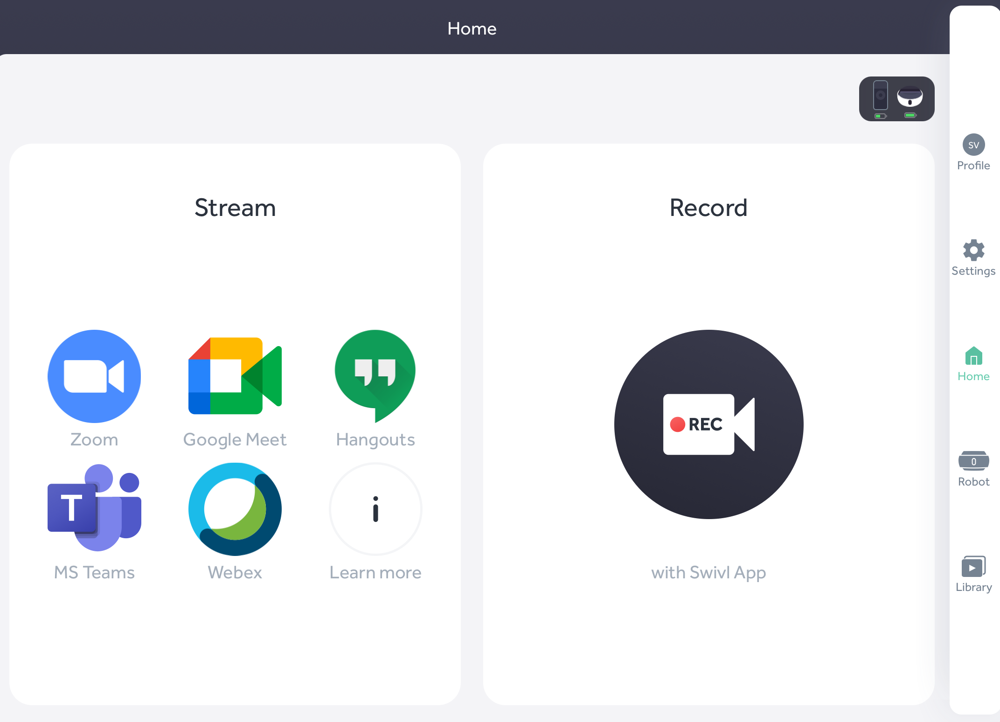 Home
Stream
Zoom
Google Meet
Hangouts
T
MS Teams
Webex
i
Learn more
Record
REC
with Swivl App
SV
Profile
Settings
Home
Robot
Library